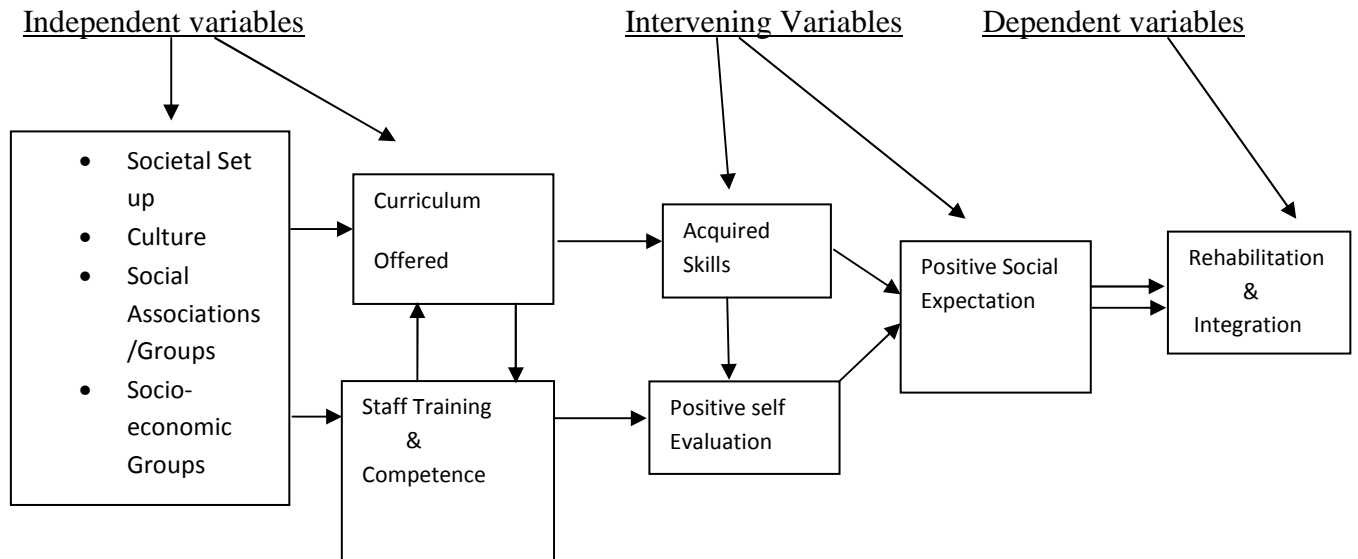 Independent variables
Intervening Variables
Dependent variables
• Societal Set
up
• Culture
• Social
Associations
/Groups
• Socio-
economic
Groups
Curriculum
Offered
Staff Training
&
Competence
Acquired
Skills
Positive self
Evaluation
Positive Social
Expectation
Rehabilitation
&
Integration